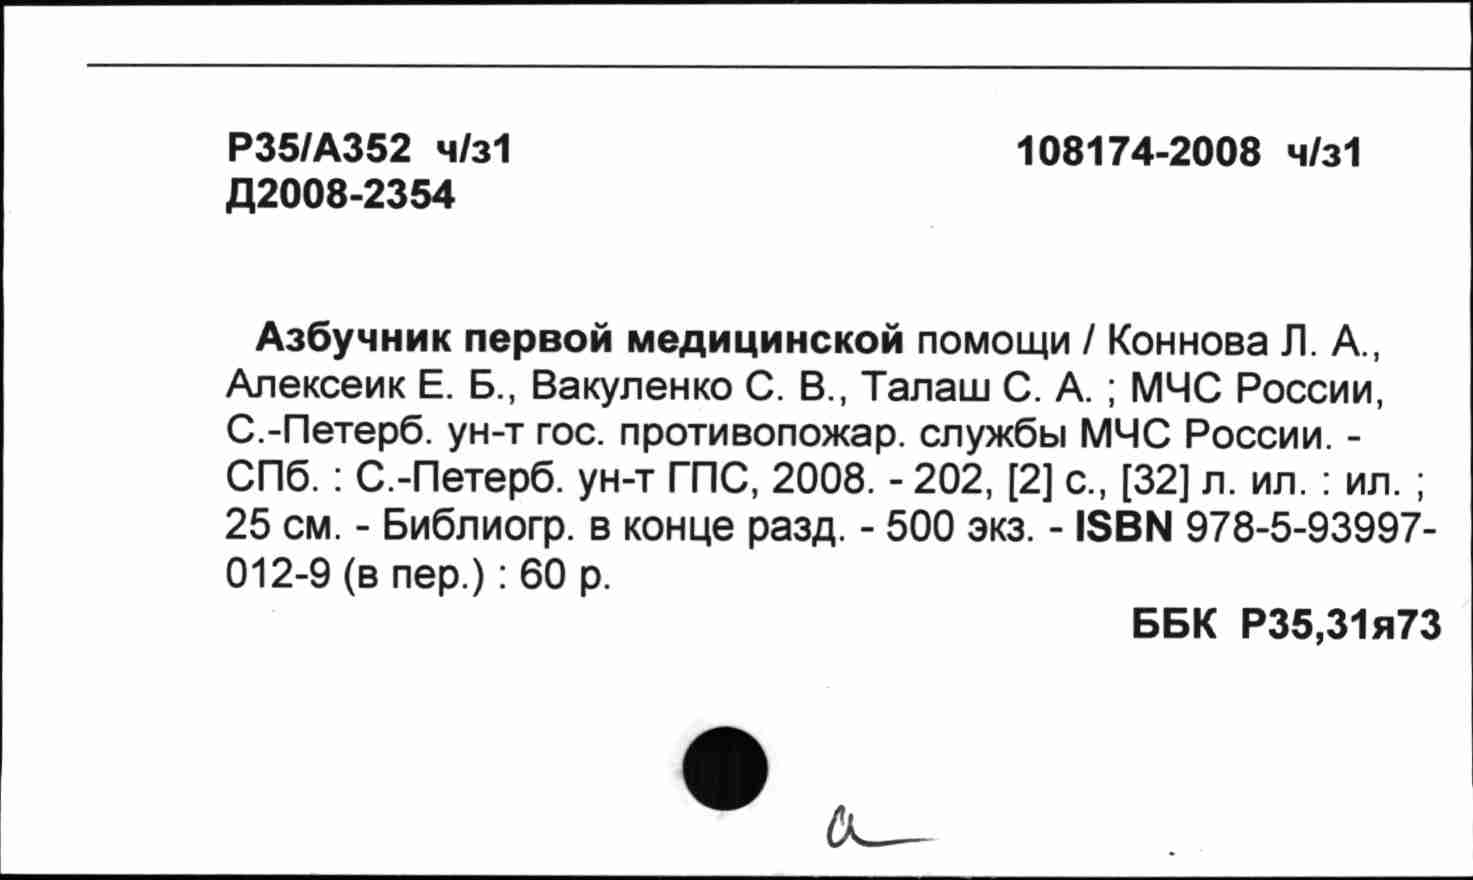 Р35/А352 ч/з1 108174-2008 ч/з1
Д2008-2354
Азбучник первой медицинской помощи / Коннова Л. А.,
Алексеик Е. Б., Вакуленко С. В., Талаш С. А. ; МЧС России,
С.-Петерб. ун-т гос. противопожар. службы МЧС России. -
СПб. : С.-Петерб. ун-т ГПС, 2008. - 202, [2] с., [32] л. ил. : ил. ;
25 см. - Библиогр. в конце разд. - 500 экз. - ISBN 978-5-93997-
012-9 (в пер.) : 60 р.
ББК Р35,31я73
а